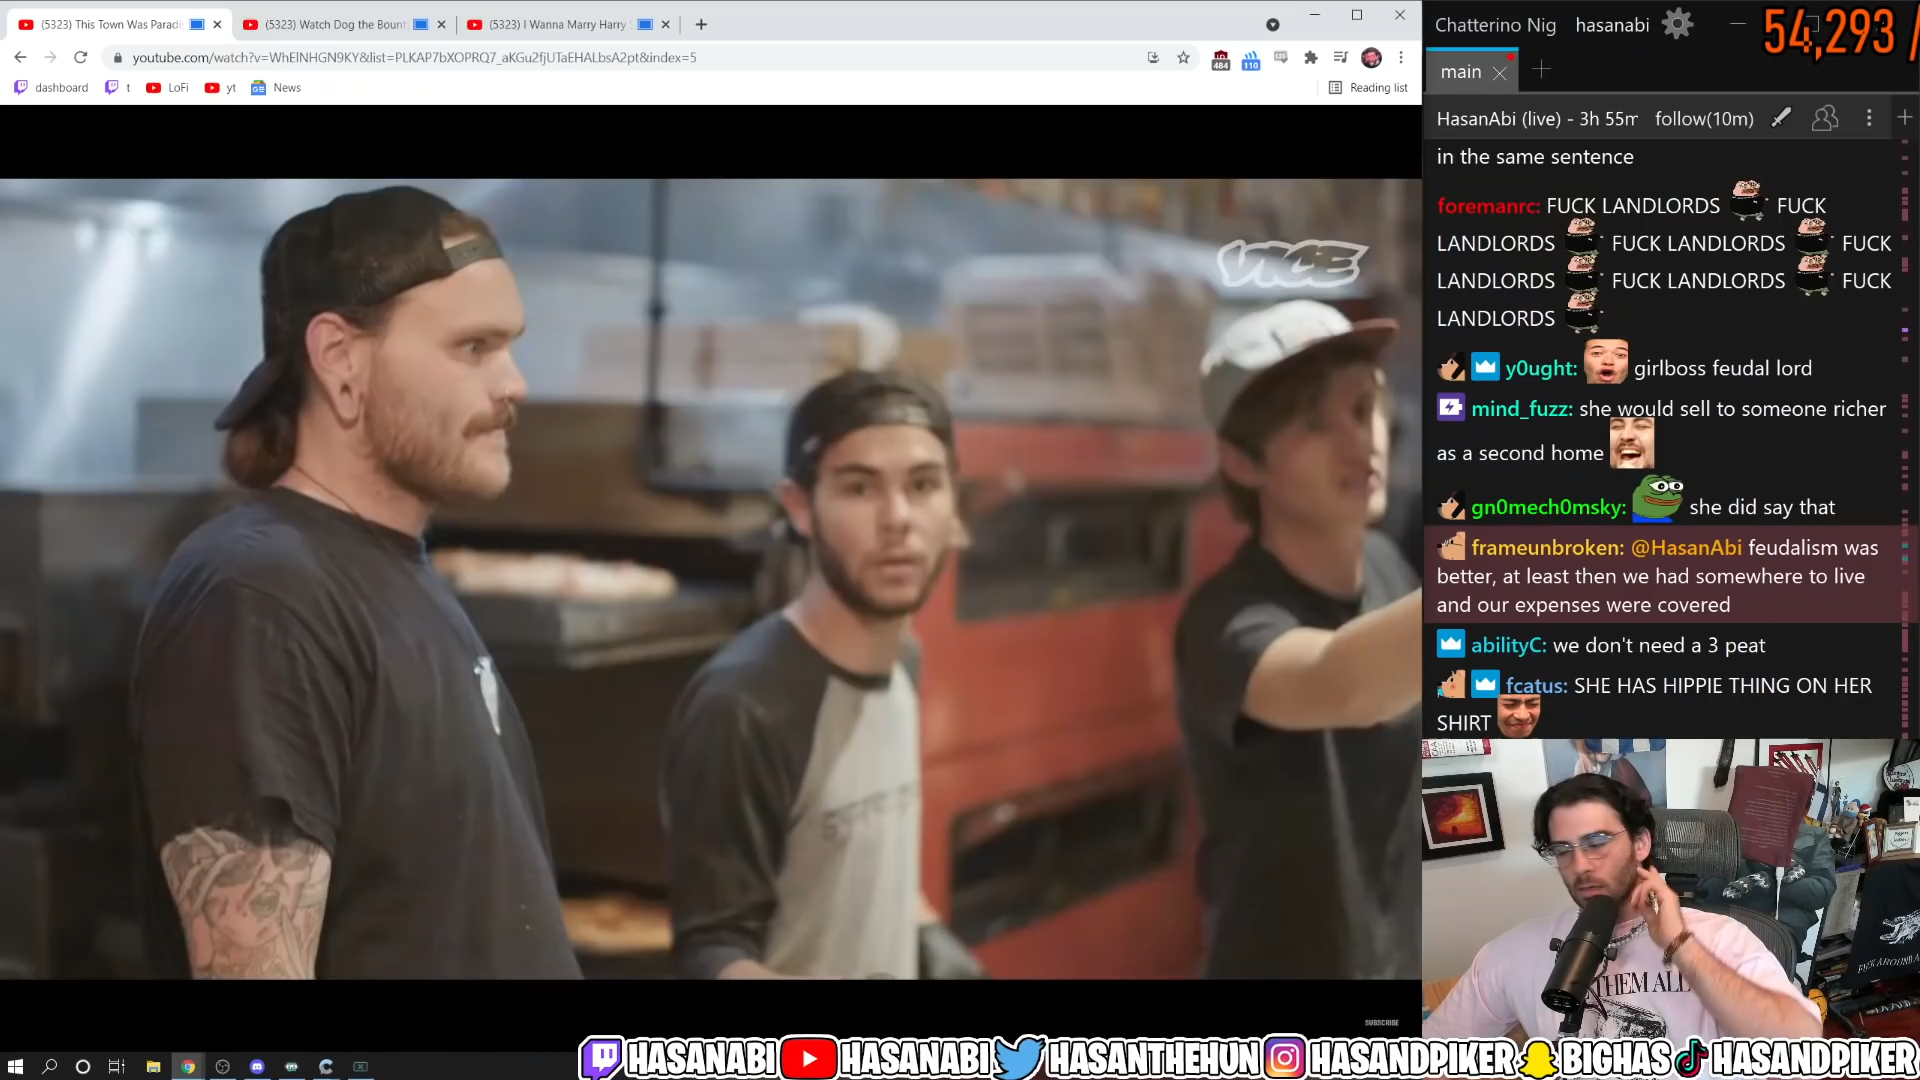 (5323) This Town Was Paradi
(5323) Watch Dog the Bount
(5323) I Wanna Marry Harry
youtube.com/watch?v=WhElNHGN9KY&list=PLKAP7bXOPRQ7_aKGu2fjUTaEHALbsA2pt&index=5
484
110
dashboard
t
LoFi
yt
News
Reading list
VICE
SUBSCRIBE
Chatterino Nig
hasanabi
54,293 /
main
HasanAbi (live) - 3h 55m
follow(10m)
in the same sentence
foremanrc: FUCK LANDLORDS FUCK
LANDLORDS FUCK LANDLORDS FUCK
LANDLORDS FUCK LANDLORDS FUCK
LANDLORDS
y0ught: girlboss feudal lord
mind_fuzz: she would sell to someone richer
as a second home
gn0mech0msky: she did say that
frameunbroken: @HasanAbi feudalism was
better, at least then we had somewhere to live
and our expenses were covered
abilityC: we don't need a 3 peat
fcatus: SHE HAS HIPPIE THING ON HER
SHIRT
THEM ALL
HASANABI
HASANABI
HASANTHEHUN
HASANDPIKER
BIGHAS
HASANDPIKER